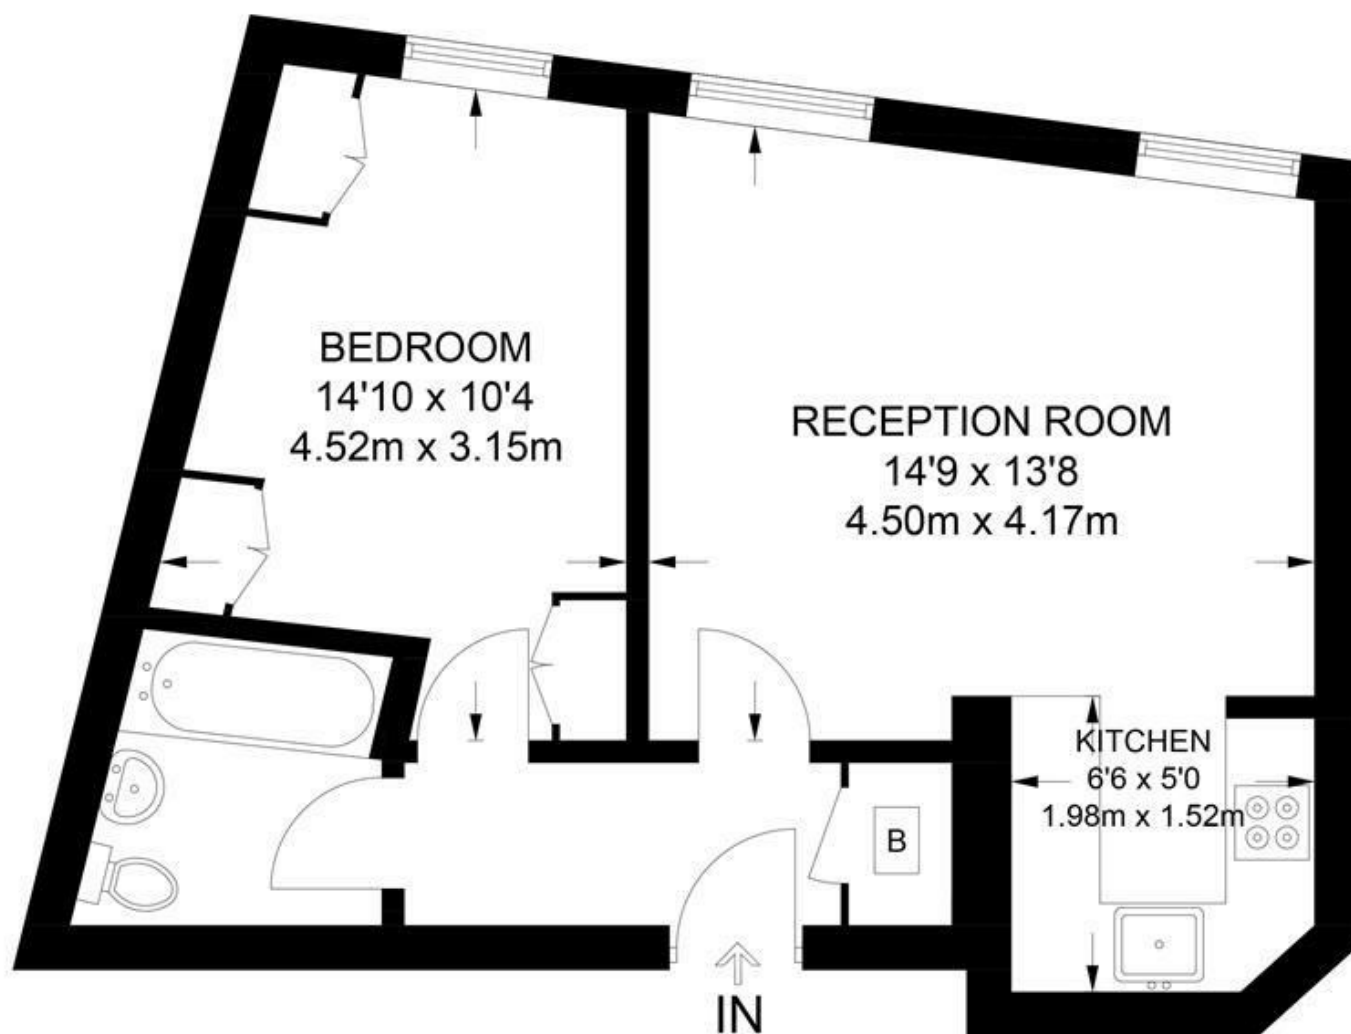 BEDROOM
14'10 x 10'4
4.52m x 3.15m
RECEPTION ROOM
14'9 x 13'8
4.50m x 4.17m
KITCHEN
6'6 x 5'0
1.98m x 1.52m
B
IN